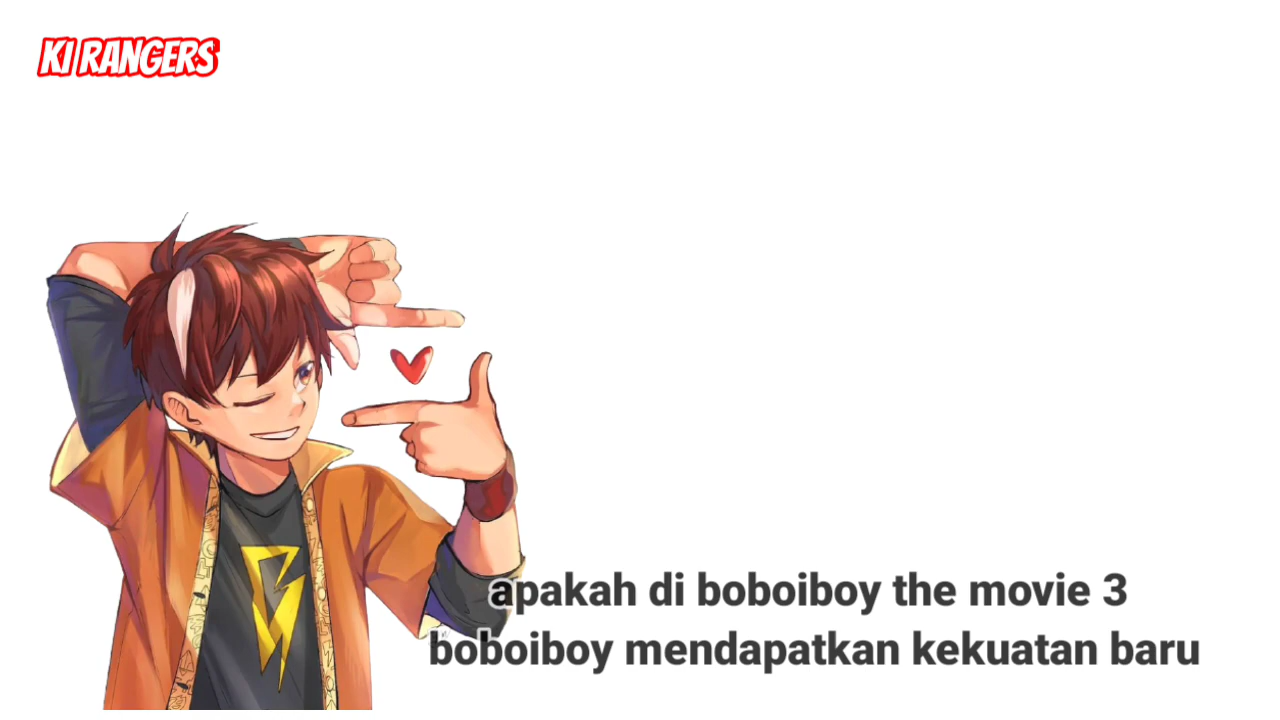 KI RANGERS
apakah di boboiboy the movie 3
boboiboy mendapatkan kekuatan baru